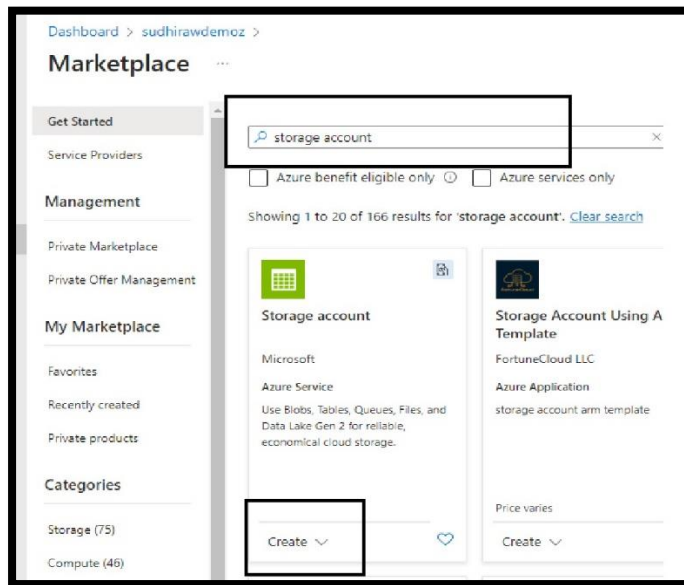 Dashboard > sudhirawdemoz >
Marketplace ...
Get Started
Service Providers
Management
Private Marketplace
Private Offer Management
My Marketplace
Favorites
Recently created
Private products
Categories
Storage (75)
Compute (46)
storage account
Azure benefit eligible only
Azure services only
Showing 1 to 20 of 166 results for 'storage account'. Clear search
Storage account
Microsoft
Azure Service
Use Blobs, Tables, Queues, Files, and
Data Lake Gen 2 for reliable,
economical cloud storage.
Create
Storage Account Using A
Template
FortuneCloud LLC
Azure Application
storage account arm template
Price varies
Create